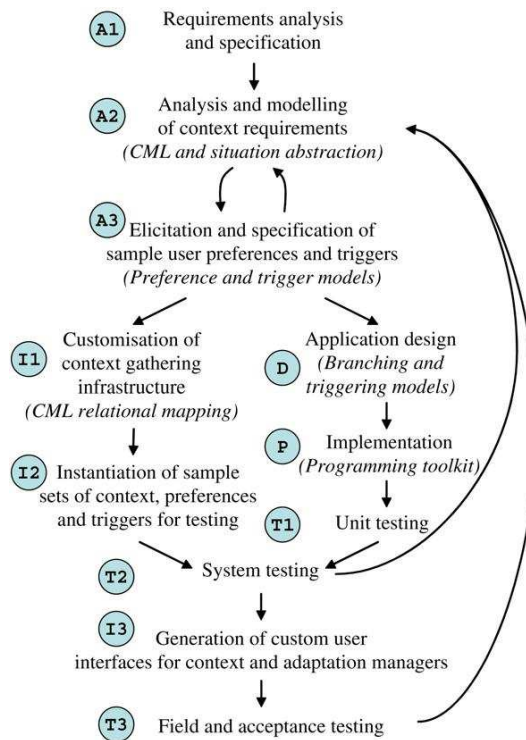 A1
Requirements analysis
and specification
A2
Analysis and modelling
of context requirements
(CML and situation abstraction)
A3
Elicitation and specification of
sample user preferences and triggers
(Preference and trigger models)
I1
Customisation of
context gathering
infrastructure
(CML relational mapping)
D
Application design
(Branching and
triggering models)
P
Implementation
(Programming toolkit)
I2
Instantiation of sample
sets of context, preferences
and triggers for testing
T1
Unit testing
T2
System testing
I3
Generation of custom user
interfaces for context and adaptation managers
T3
Field and acceptance testing